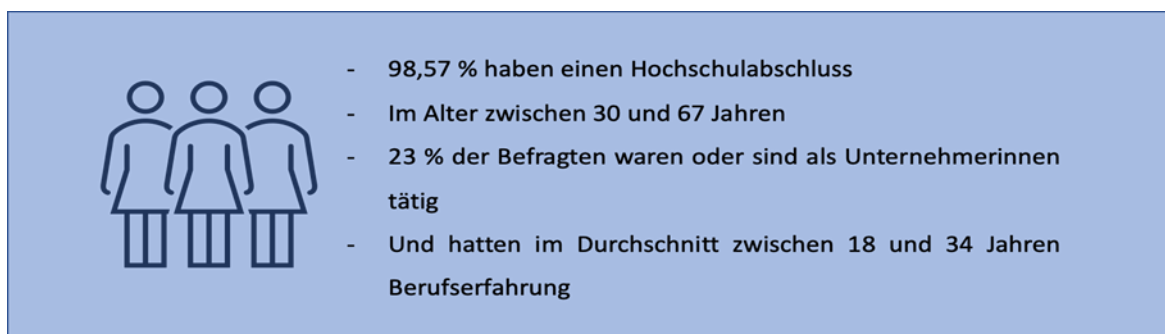 - 98,57 % haben einen Hochschulabschluss
- Im Alter zwischen 30 und 67 Jahren
- 23 % der Befragten waren oder sind als Unternehmerinnen
tätig
- Und hatten im Durchschnitt zwischen 18 und 34 Jahren
Berufserfahrung